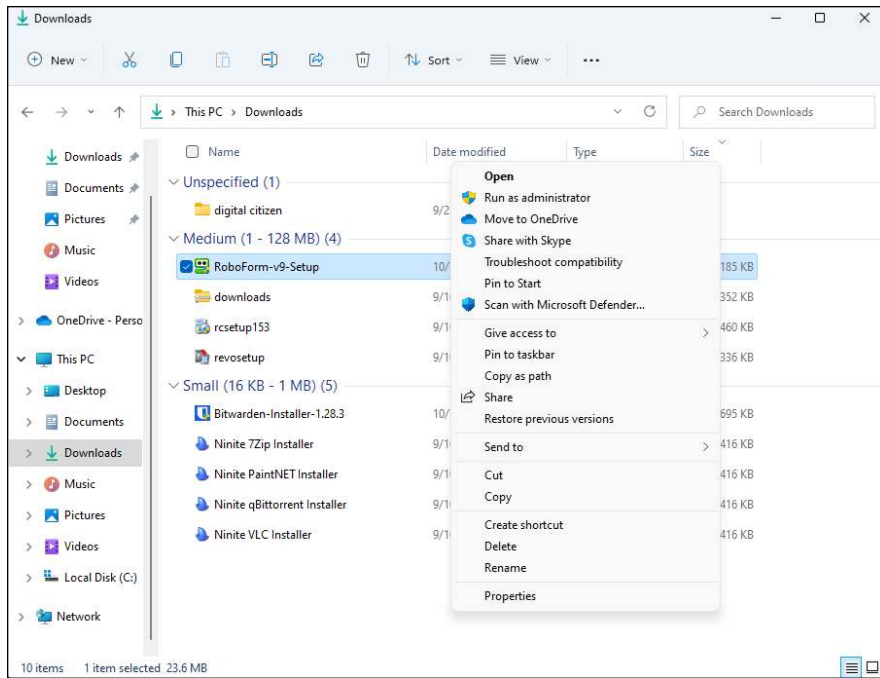 Downloads
New
Sort
View
This PC > Downloads
Search Downloads
Downloads
Documents
Pictures
Music
Videos
OneDrive - Perso
This PC
Desktop
Documents
Downloads
Music
Pictures
Videos
Local Disk (C:)
Network
Name Date modified Type Size
Unspecified (1)
digital citizen 9/2
Medium (1 - 128 MB) (4)
RoboForm-v9-Setup 10/ 185 KB
downloads 9/1 352 KB
rcsetup153 9/1 460 KB
revosetup 9/1 336 KB
Small (16 KB - 1 MB) (5)
Bitwarden-Installer-1.28.3 10/ 695 KB
Ninite 7Zip Installer 9/1 416 KB
Ninite PaintNET Installer 9/1 416 KB
Ninite qBittorrent Installer 9/1 416 KB
Ninite VLC Installer 9/1 416 KB
Open
Run as administrator
Move to OneDrive
Share with Skype
Troubleshoot compatibility
Pin to Start
Scan with Microsoft Defender...
Give access to
Pin to taskbar
Copy as path
Share
Restore previous versions
Send to
Cut
Copy
Create shortcut
Delete
Rename
Properties
10 items 1 item selected 23.6 MB